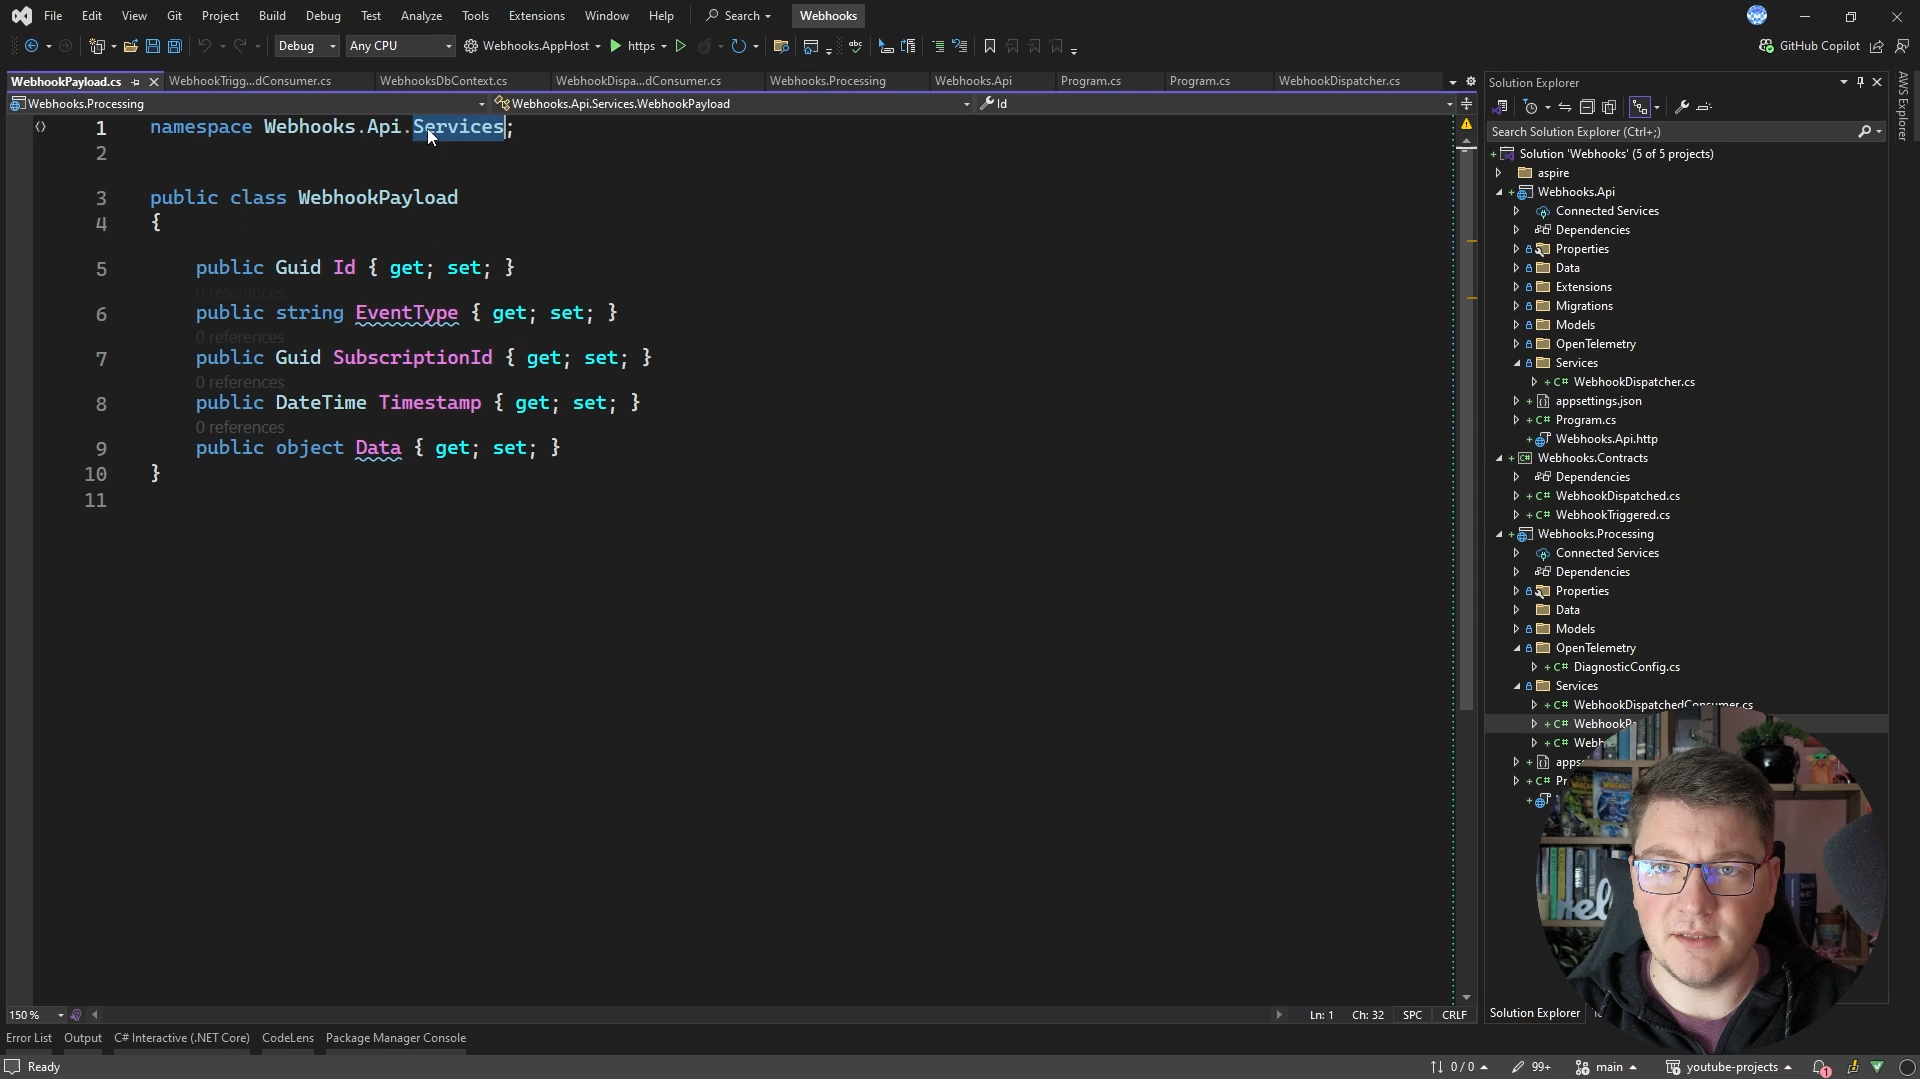 File Edit View Git Project Build Debug Test Analyze Tools Extensions Window Help Search Webhooks
Debug Any CPU Webhooks.AppHost https GitHub Copilot
WebhookPayload.cs WebhookTrigg...dConsumer.cs WebhooksDbContext.cs WebhookDispa...dConsumer.cs Webhooks.Processing Webhooks.Api Program.cs Program.cs WebhookDispatcher.cs
Webhooks.Processing Webhooks.Api.Services.WebhookPayload Id
1 namespace Webhooks.Api.Services;
2
3 public class WebhookPayload
4 {
5 public Guid Id { get; set; }
0 references
6 public string EventType { get; set; }
0 references
7 public Guid SubscriptionId { get; set; }
0 references
8 public DateTime Timestamp { get; set; }
0 references
9 public object Data { get; set; }
10 }
11
150 % Ln: 1 Ch: 32 SPC CRLF
Solution Explorer
Search Solution Explorer (Ctrl+;)
Solution 'Webhooks' (5 of 5 projects)
aspire
Webhooks.Api
Connected Services
Dependencies
Properties
Data
Extensions
Migrations
Models
OpenTelemetry
Services
C# WebhookDispatcher.cs
appsettings.json
C# Program.cs
Webhooks.Api.http
C# Webhooks.Contracts
Dependencies
C# WebhookDispatched.cs
C# WebhookTriggered.cs
Webhooks.Processing
Connected Services
Dependencies
Properties
Data
Models
OpenTelemetry
C# DiagnosticConfig.cs
Services
C# WebhookDispatchedConsumer.cs
C# WebhookPa
C# Webh
apps
C# Pr
Solution Explorer
AWS Explorer
Error List Output C# Interactive (.NET Core) CodeLens Package Manager Console
Ready 0 / 0 99+ main youtube-projects 1